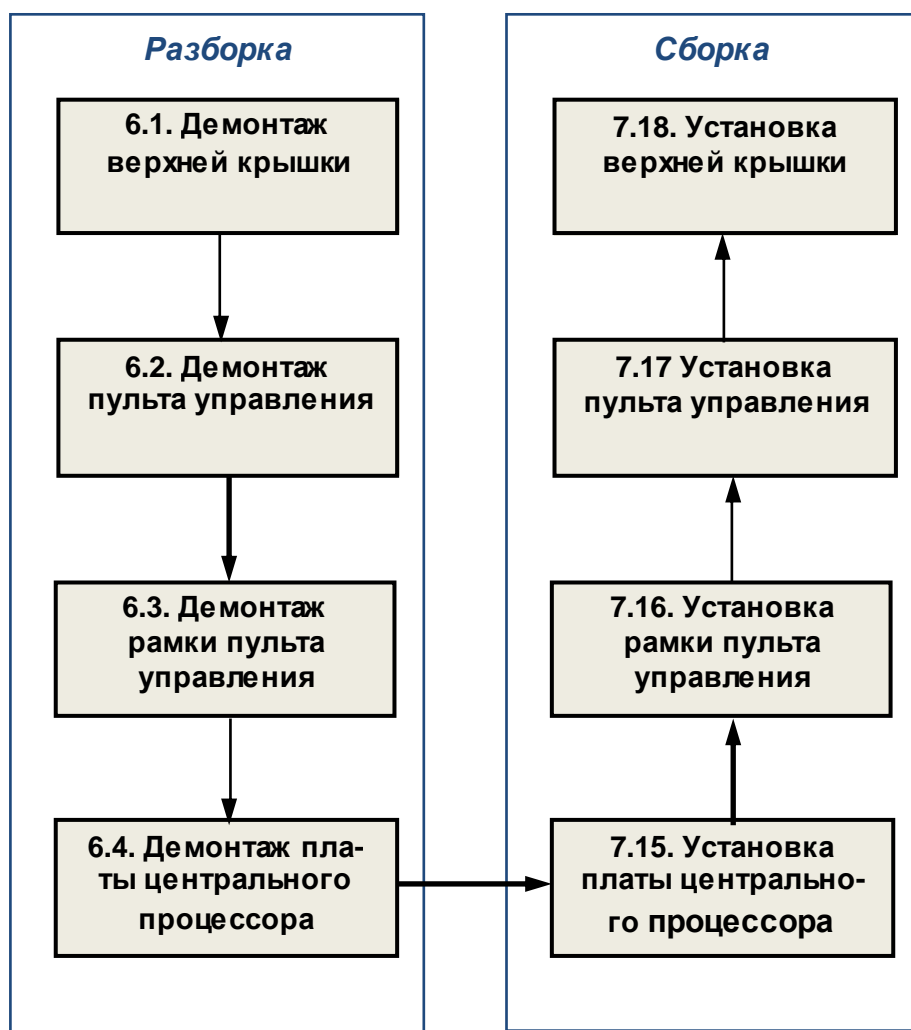 Разборка
6.1. Демонтаж
верхней крышки
6.2. Демонтаж
пульта управления
6.3. Демонтаж
рамки пульта
управления
6.4. Демонтаж пла-
ты центрального
процессора
Сборка
7.18. Установка
верхней крышки
7.17 Установка
пульта управления
7.16. Установка
рамки пульта
управления
7.15. Установка
платы центрально-
го процессора